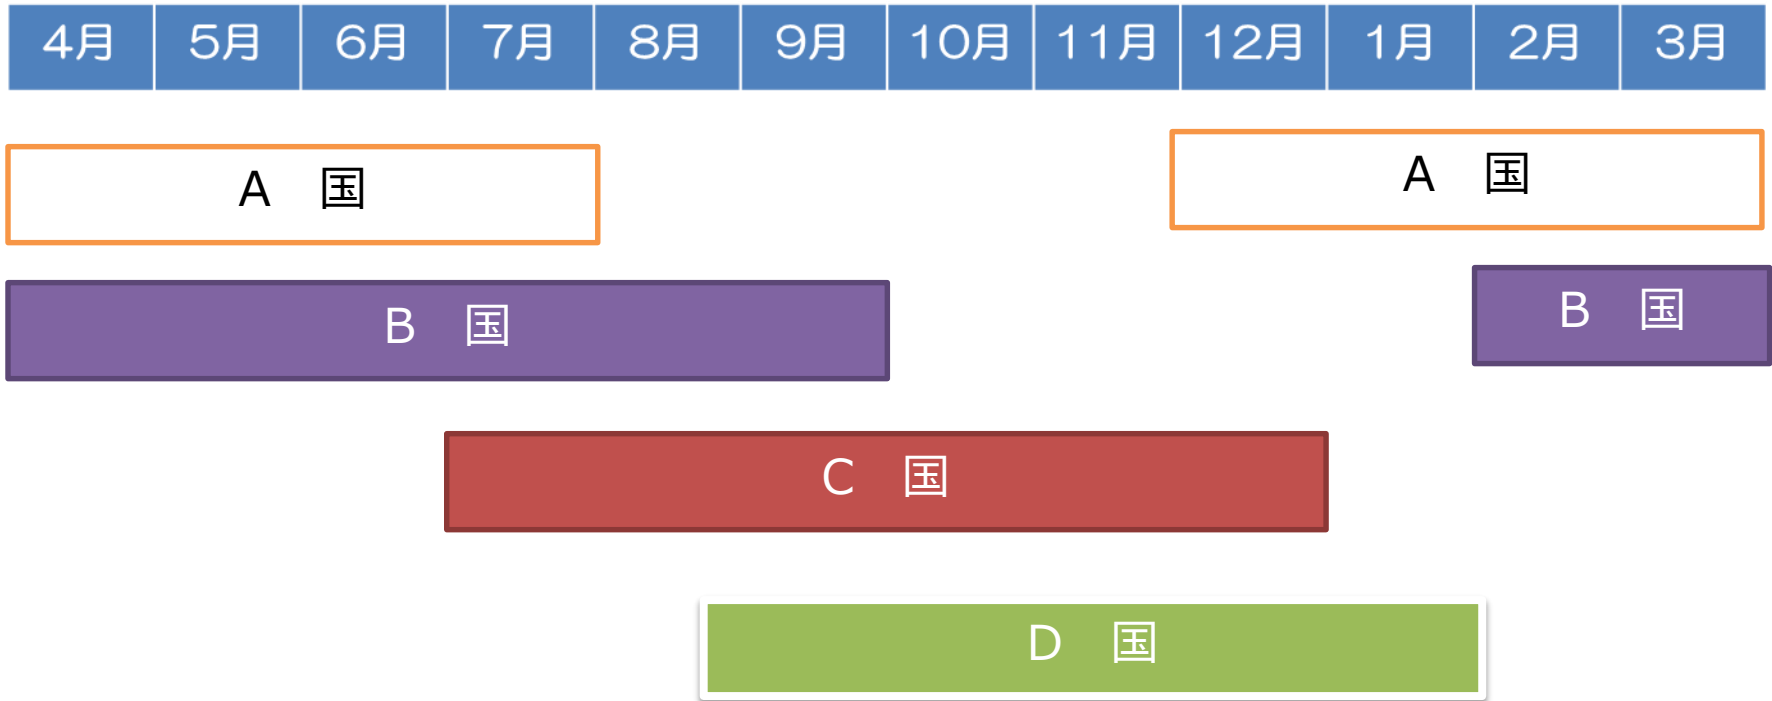 4月 5月 6月 7月 8月 9月 10月 11月 12月 1月 2月 3月
A　国
A　国
B　国
B　国
C　国
D　国